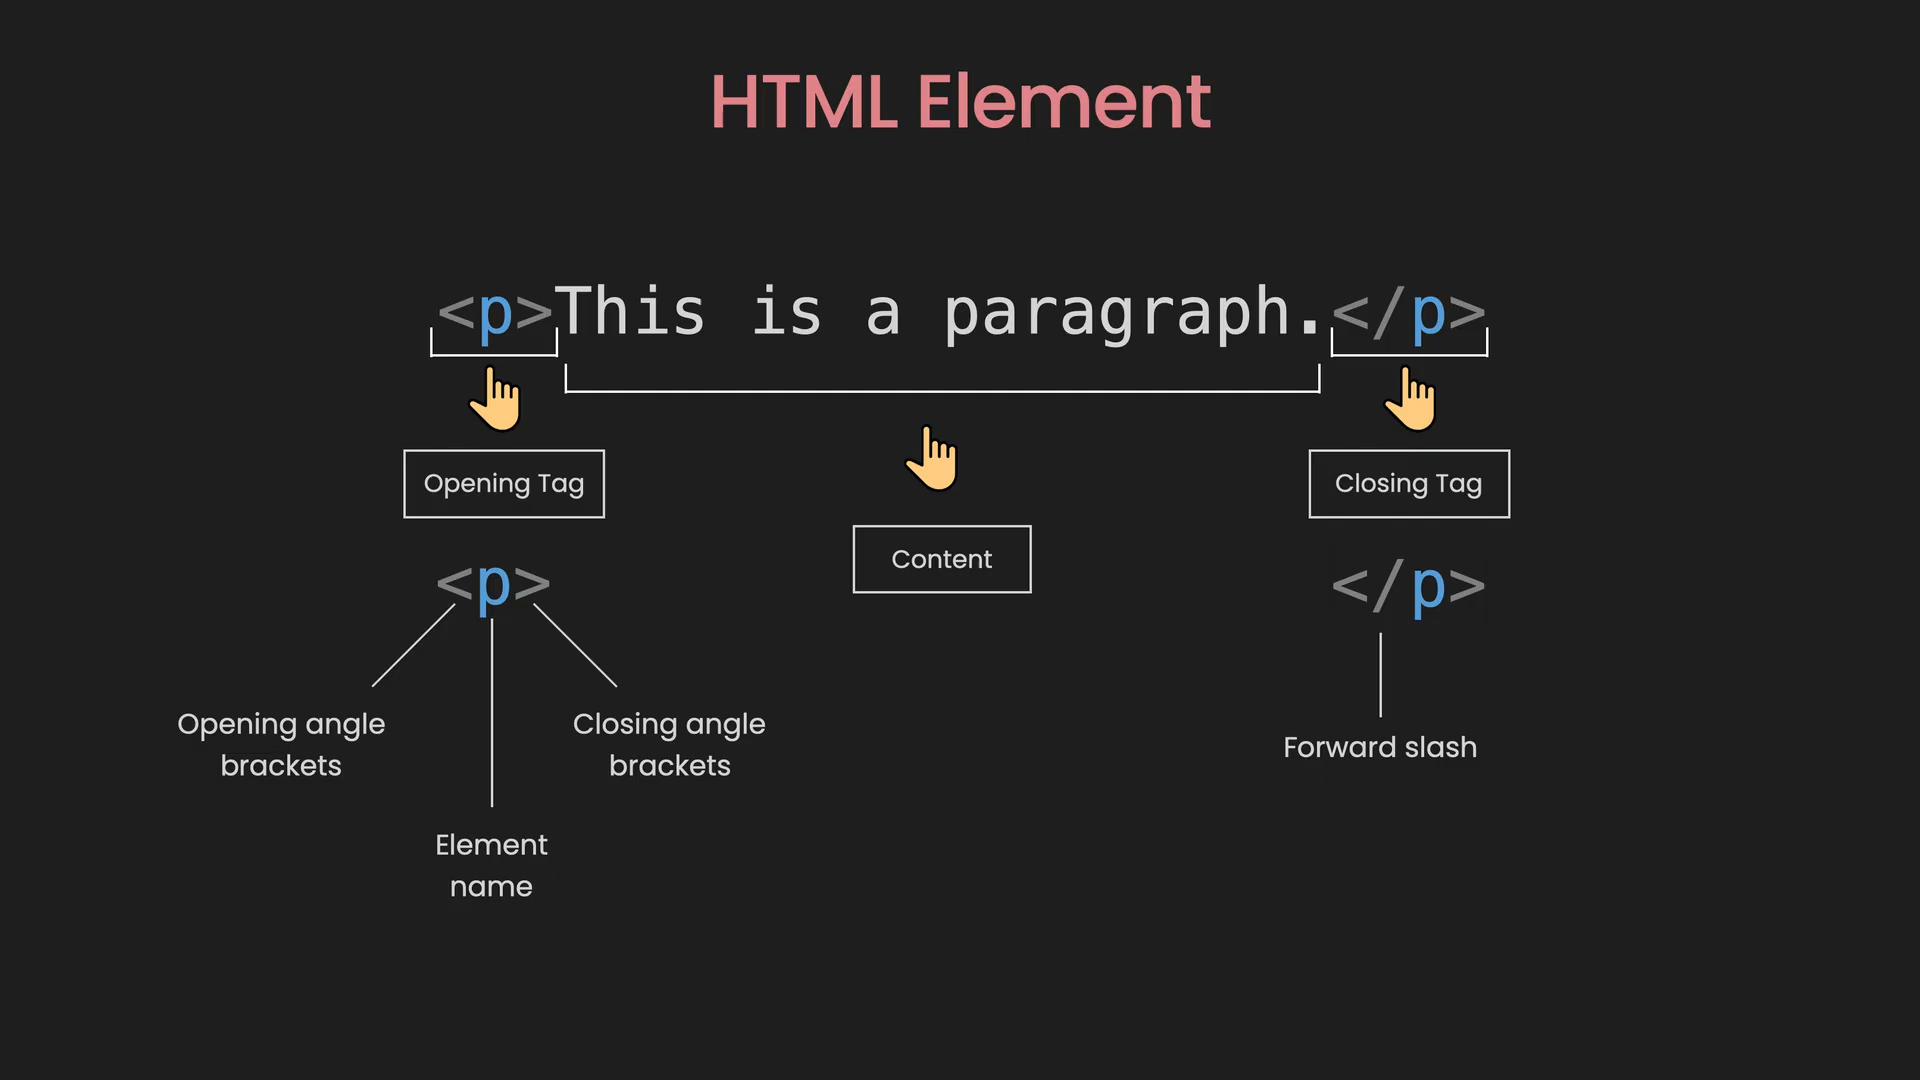 HTML Element
<p>This is a paragraph.</p>
Opening Tag
Content
Closing Tag
<p>
</p>
Opening angle
brackets
Closing angle
brackets
Forward slash
Element
name